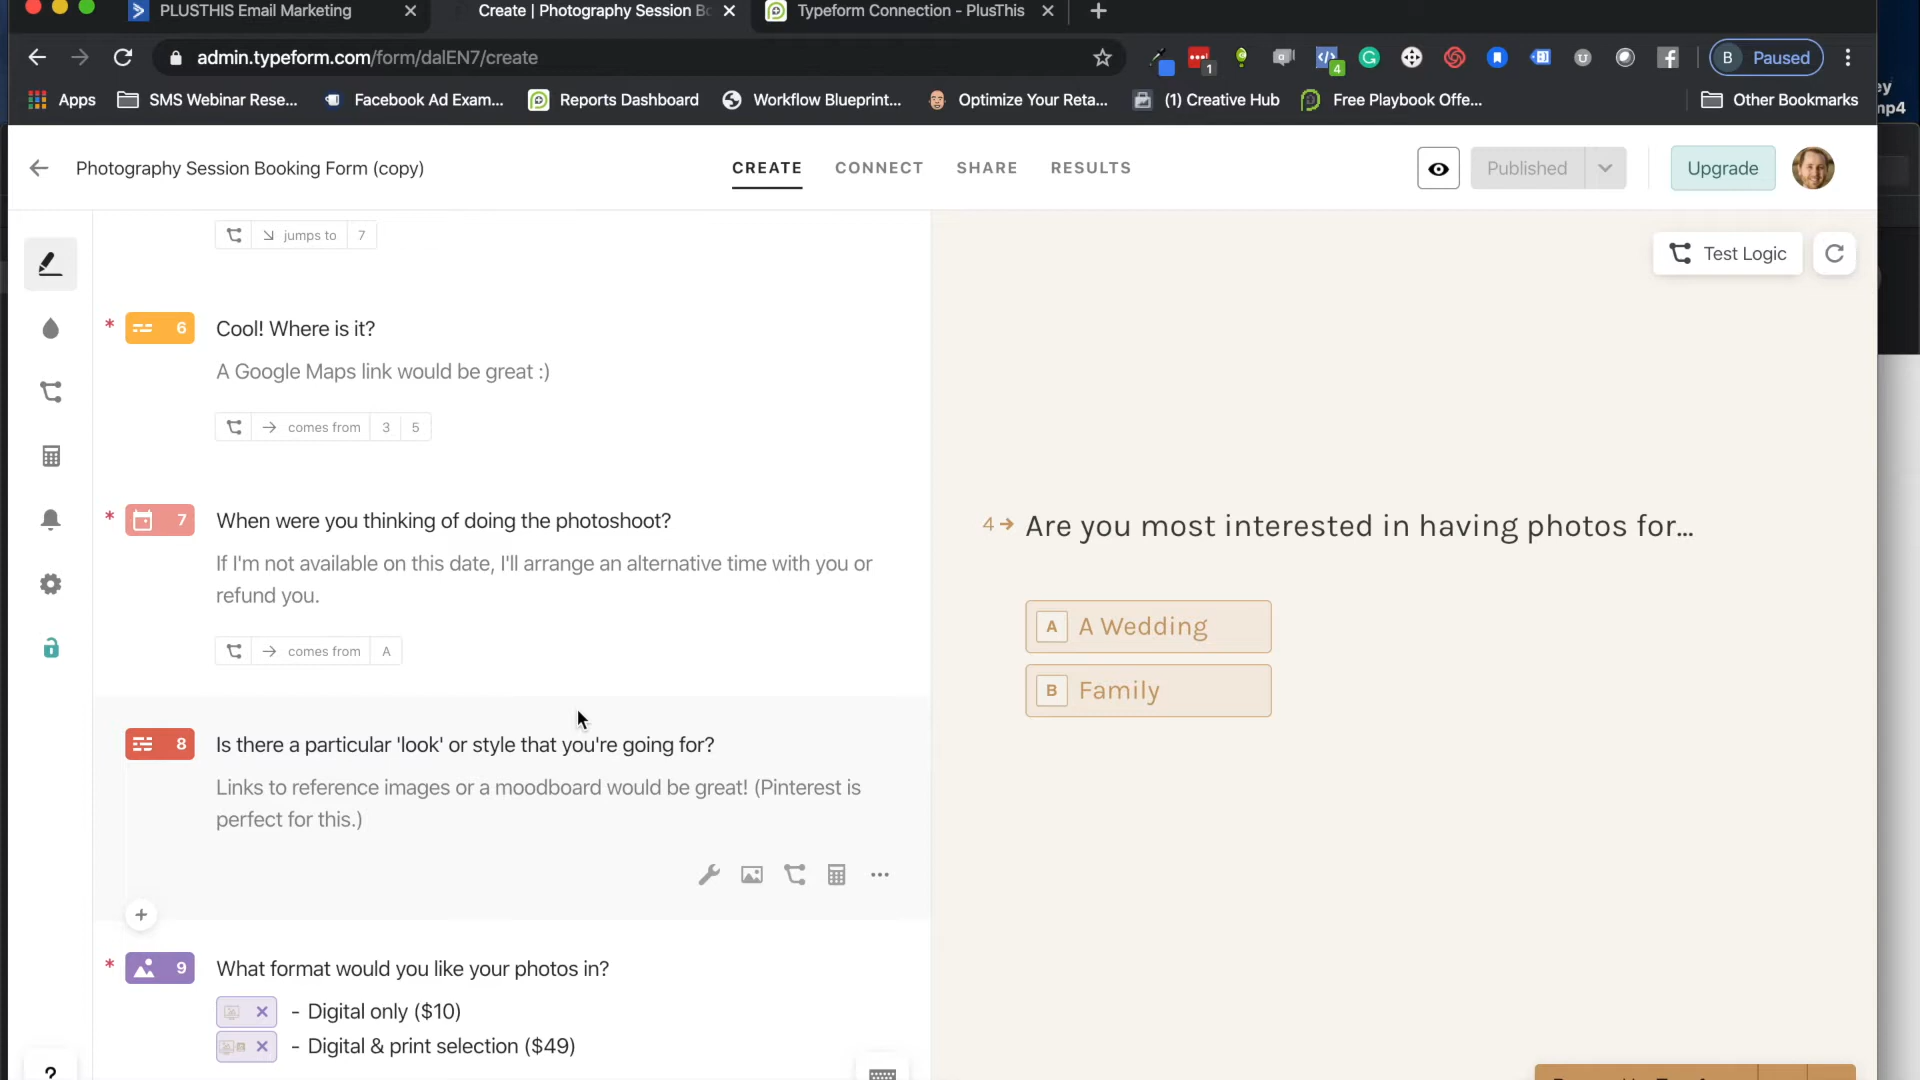 PLUSTHIS Email Marketing
Create | Photography Session Bo
Typeform Connection - PlusThis
admin.typeform.com/form/dalEN7/create
1
4
B Paused
Apps
SMS Webinar Rese...
Facebook Ad Exam...
Reports Dashboard
Workflow Blueprint...
Optimize Your Reta...
(1) Creative Hub
Free Playbook Offe...
Other Bookmarks
ey
mp4
Photography Session Booking Form (copy)
CREATE
CONNECT
SHARE
RESULTS
Published
Upgrade
jumps to 7
Test Logic
* 6 Cool! Where is it?
A Google Maps link would be great :)
comes from 3 5
* 7 When were you thinking of doing the photoshoot?
If I'm not available on this date, I'll arrange an alternative time with you or
refund you.
comes from A
8 Is there a particular 'look' or style that you're going for?
Links to reference images or a moodboard would be great! (Pinterest is
perfect for this.)
* 9 What format would you like your photos in?
- Digital only ($10)
- Digital & print selection ($49)
?
4 Are you most interested in having photos for...
A A Wedding
B Family